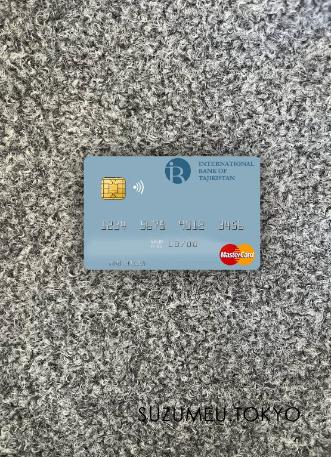 INTERNATIONAL
BANK OF
TAJIKISTAN
1234 5678 9012 3456
MasterCard
SUZUMEU.TOKYO